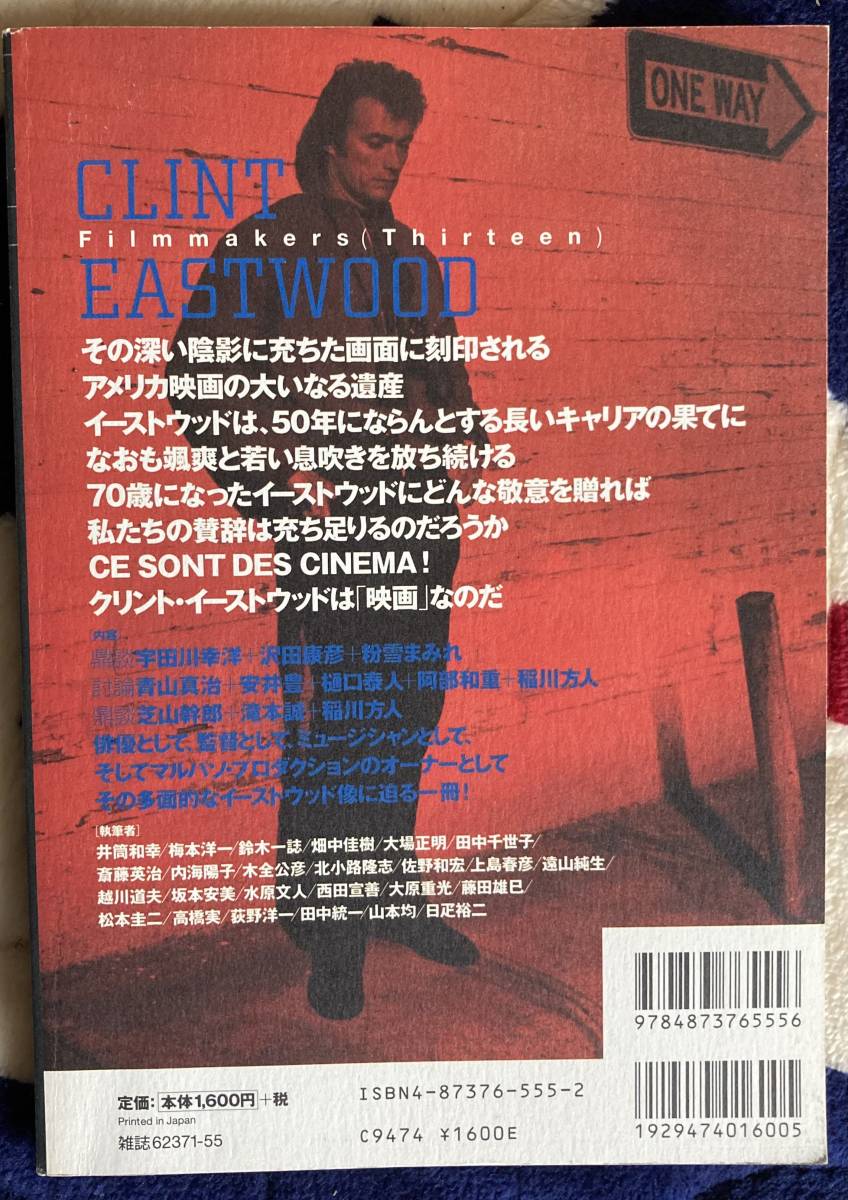 ONE WAY
CLINT
Filmmakers(Thirteen)
EASTWOOD
その深い陰影に充ちた画面に刻印される
アメリカ映画の大いなる遺産
イーストウッドは、50年にならんとする長いキャリアの果てに
なおも颯爽と若い息吹きを放ち続ける
70歳になったイーストウッドにどんな敬意を贈れば
私たちの賛辞は充ち足りるのだろうか
CE SONT DES CINEMA!
クリント・イーストウッドは「映画」なのだ
[内容]
鼎談宇田川幸洋+沢田康彦+粉雪まみれ
討論青山真治+安井豊+樋口泰人+阿部和重+稲川方人
鼎談芝山幹郎+滝本誠+稲川方人
俳優として、監督として、ミュージシャンとして、
そしてマルパソ・プロダクションのオーナーとして
その多面的なイーストウッド像に迫る一冊!
[執筆者]
井筒和幸/梅本洋一/鈴木一誌/畑中佳樹/大場正明/田中千世子/
斎藤英治/内海陽子/木全公彦/北小路隆志/佐野和宏/上島春彦/遠山純生/
越川道夫/坂本安美/水原文人/西田宣善/大原重光/藤田雄巳/
松本圭二/高橋実/荻野洋一/田中統一/山本均/日疋裕二
9784873765556
定価:本体1,600円+税
Printed in Japan
雑誌62371-55
ISBN4-87376-555-2
C9474 ¥1600E
1929474016005